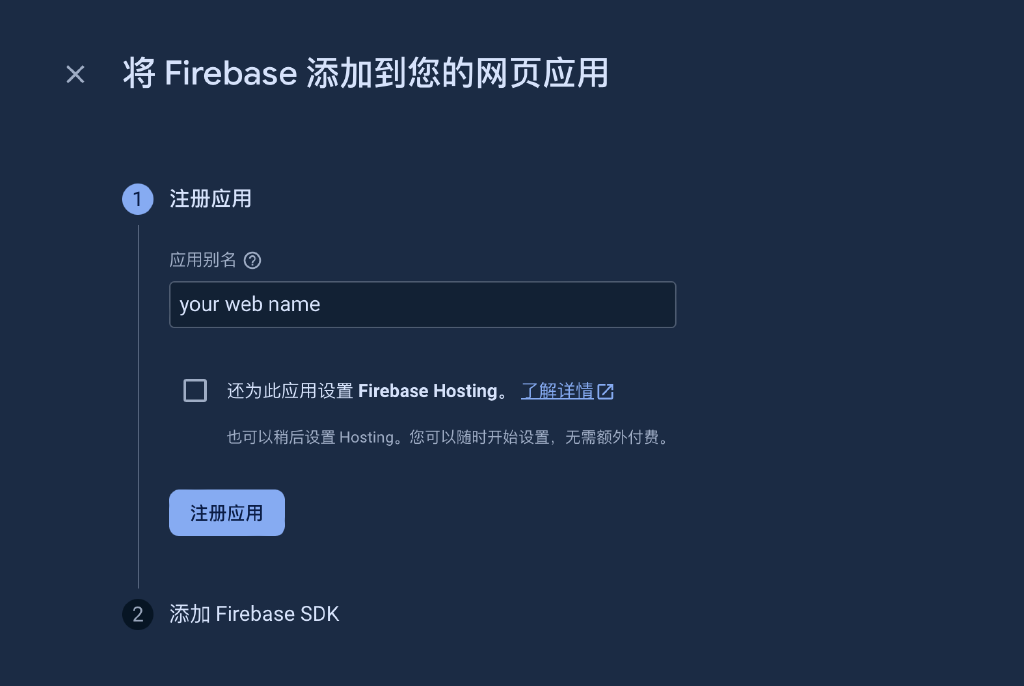 将 Firebase 添加到您的网页应用
1 注册应用
应用别名
your web name
还为此应用设置 Firebase Hosting。 了解详情
也可以稍后设置 Hosting。您可以随时开始设置，无需额外付费。
注册应用
2 添加 Firebase SDK